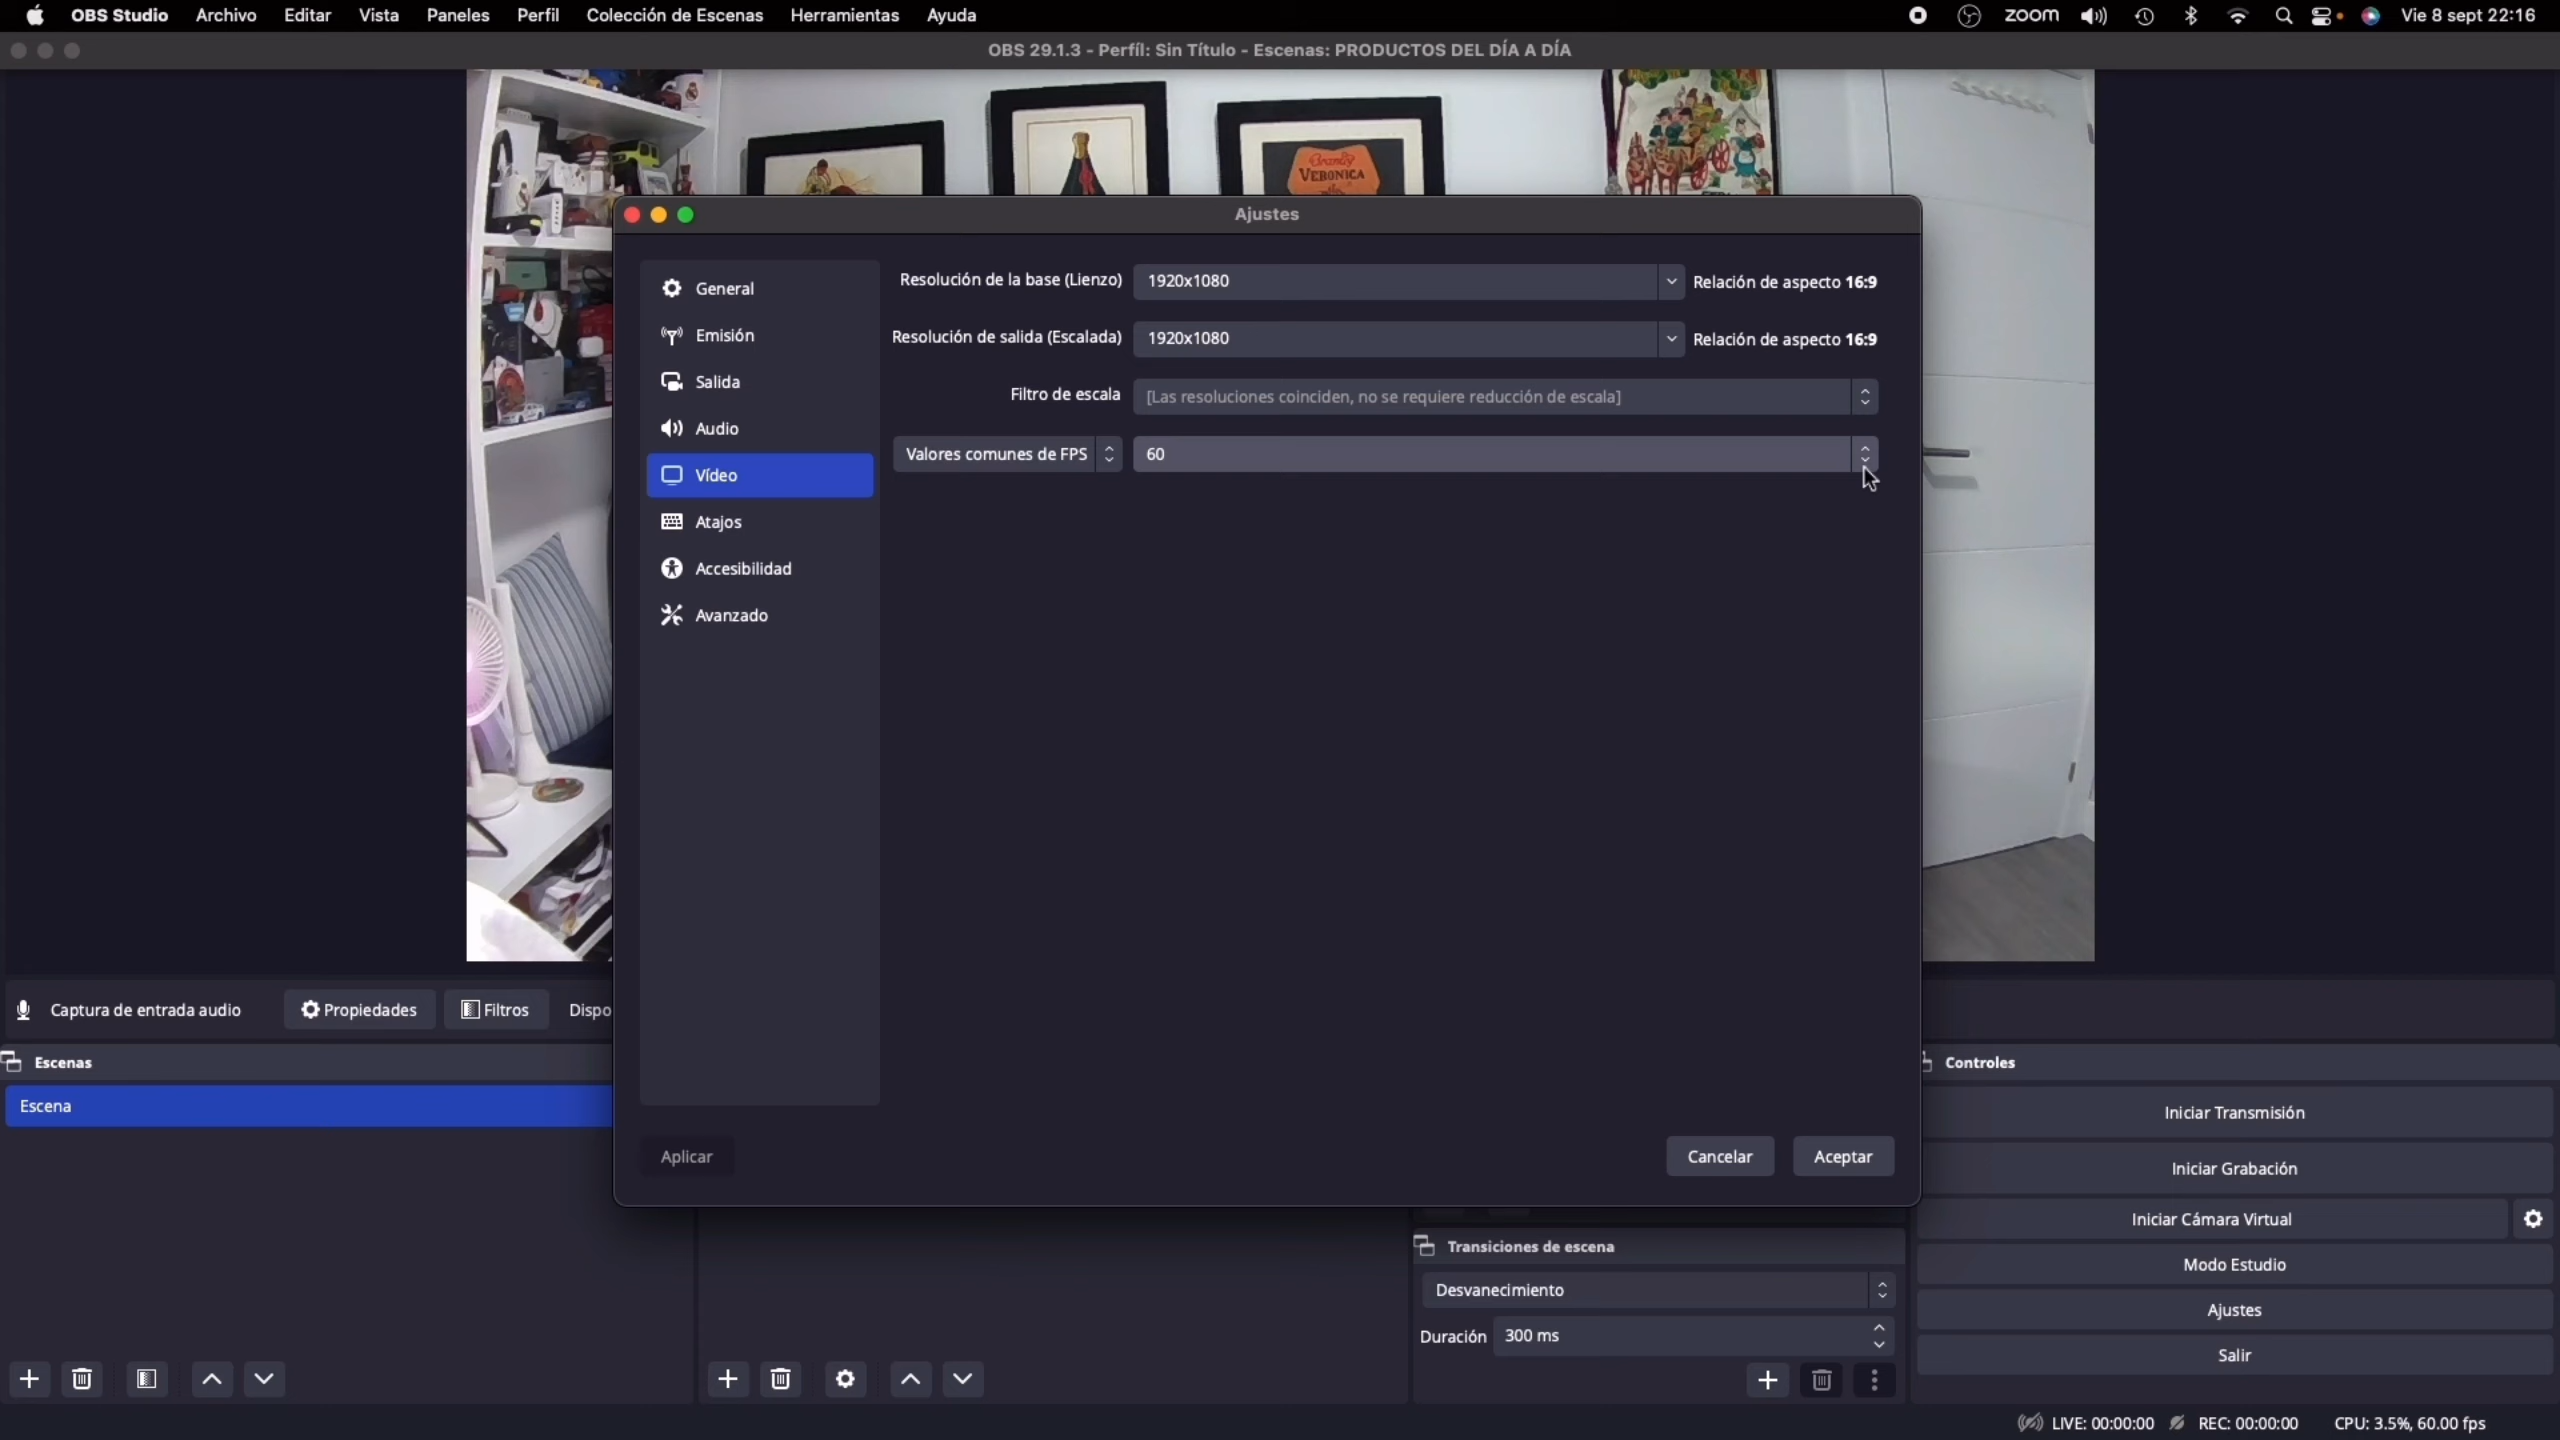 OBS Studio Archivo Editar Vista Paneles Perfil Colección de Escenas Herramientas Ayuda zoom Vie 8 sept 22:16
OBS 29.1.3 - Perfíl: Sin Título - Escenas: PRODUCTOS DEL DÍA A DÍA
Brandy
VERONICA
Ajustes
General
Emisión
Salida
Audio
Vídeo
Atajos
Accesibilidad
Avanzado
Resolución de la base (Lienzo) 1920x1080 Relación de aspecto 16:9
Resolución de salida (Escalada) 1920x1080 Relación de aspecto 16:9
Filtro de escala [Las resoluciones coinciden, no se requiere reducción de escala]
Valores comunes de FPS 60
Aplicar Cancelar Aceptar
Captura de entrada audio Propiedades Filtros Dispo
Escenas
Escena
Transiciones de escena
Desvanecimiento
Duración 300 ms
Controles
Iniciar Transmisión
Iniciar Grabación
Iniciar Cámara Virtual
Modo Estudio
Ajustes
Salir
LIVE: 00:00:00 REC: 00:00:00 CPU: 3.5%, 60.00 fps